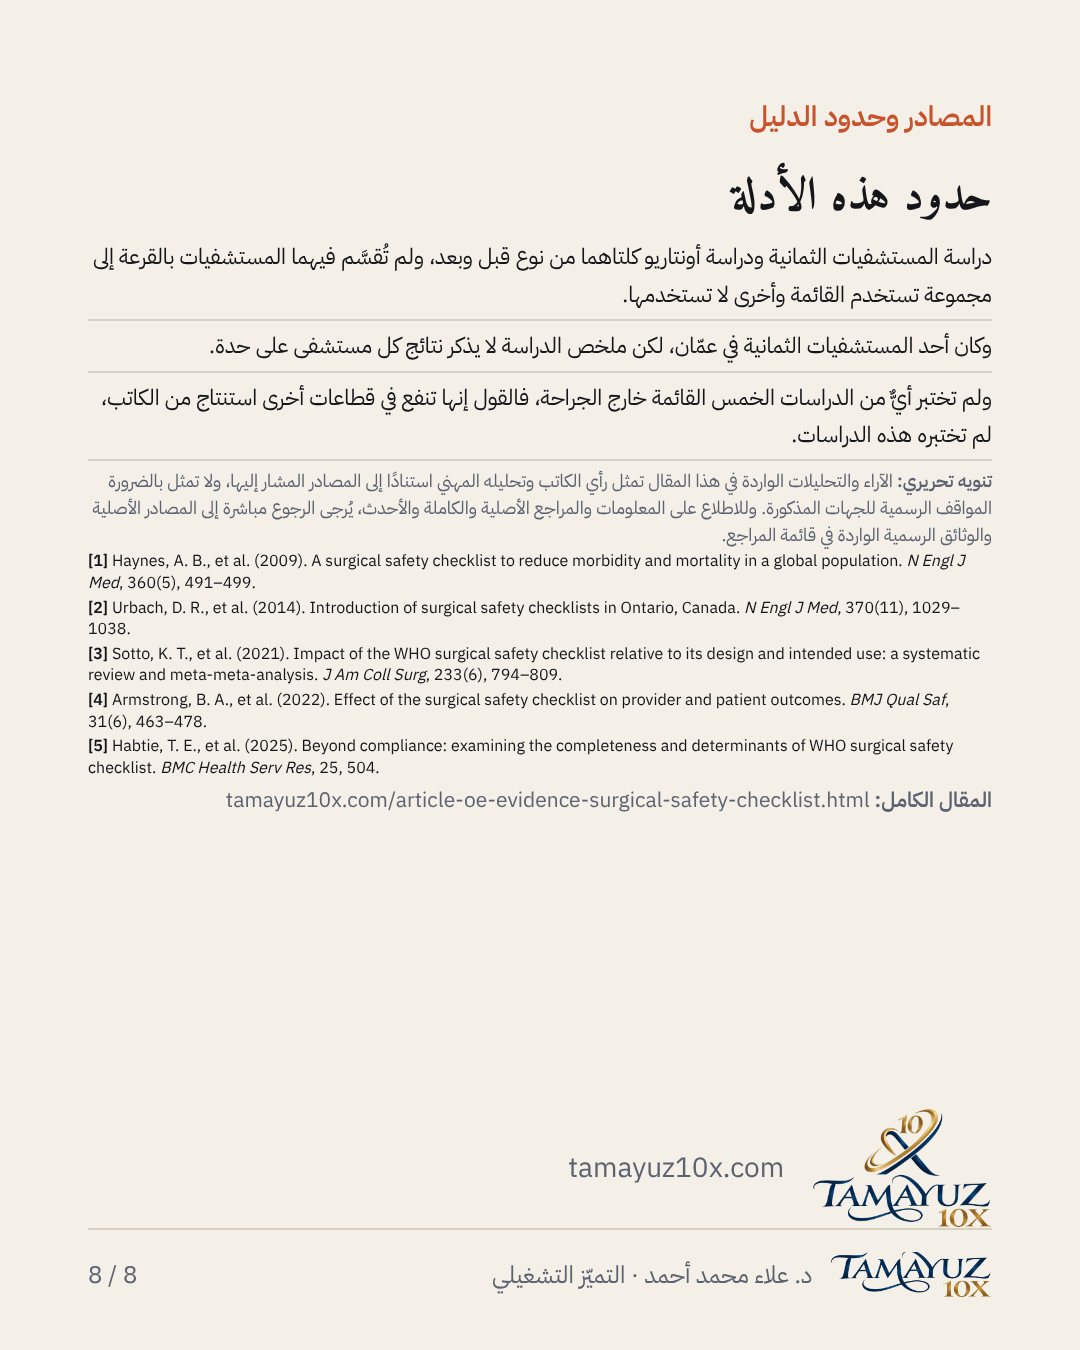 المصادر وحدود الدليل
حدود هذه الأدلة
دراسة المستشفيات الثمانية ودراسة أونتاريو كلتاهما من نوع قبل وبعد، ولم تُقسَّم فيهما المستشفيات بالقرعة إلى
مجموعة تستخدم القائمة وأخرى لا تستخدمها.
وكان أحد المستشفيات الثمانية في عمّان، لكن ملخص الدراسة لا يذكر نتائج كل مستشفى على حدة.
ولم تختبر أيٌّ من الدراسات الخمس القائمة خارج الجراحة، فالقول إنها تنفع في قطاعات أخرى استنتاج من الكاتب،
لم تختبره هذه الدراسات.
تنويه تحريري: الآراء والتحليلات الواردة في هذا المقال تمثل رأي الكاتب وتحليله المهني استنادًا إلى المصادر المشار إليها، ولا تمثل بالضرورة
المواقف الرسمية للجهات المذكورة. وللاطلاع على المعلومات والمراجع الأصلية والكاملة والأحدث، يُرجى الرجوع مباشرة إلى المصادر الأصلية
والوثائق الرسمية الواردة في قائمة المراجع.
[1] Haynes, A. B., et al. (2009). A surgical safety checklist to reduce morbidity and mortality in a global population. N Engl J
Med, 360(5), 491–499.
[2] Urbach, D. R., et al. (2014). Introduction of surgical safety checklists in Ontario, Canada. N Engl J Med, 370(11), 1029–
1038.
[3] Sotto, K. T., et al. (2021). Impact of the WHO surgical safety checklist relative to its design and intended use: a systematic
review and meta-meta-analysis. J Am Coll Surg, 233(6), 794–809.
[4] Armstrong, B. A., et al. (2022). Effect of the surgical safety checklist on provider and patient outcomes. BMJ Qual Saf,
31(6), 463–478.
[5] Habtie, T. E., et al. (2025). Beyond compliance: examining the completeness and determinants of WHO surgical safety
checklist. BMC Health Serv Res, 25, 504.
المقال الكامل: tamayuz10x.com/article-oe-evidence-surgical-safety-checklist.html
10
TAMAYUZ
10X
tamayuz10x.com
TAMAYUZ
10X
د. علاء محمد أحمد · التميّز التشغيلي
8 / 8